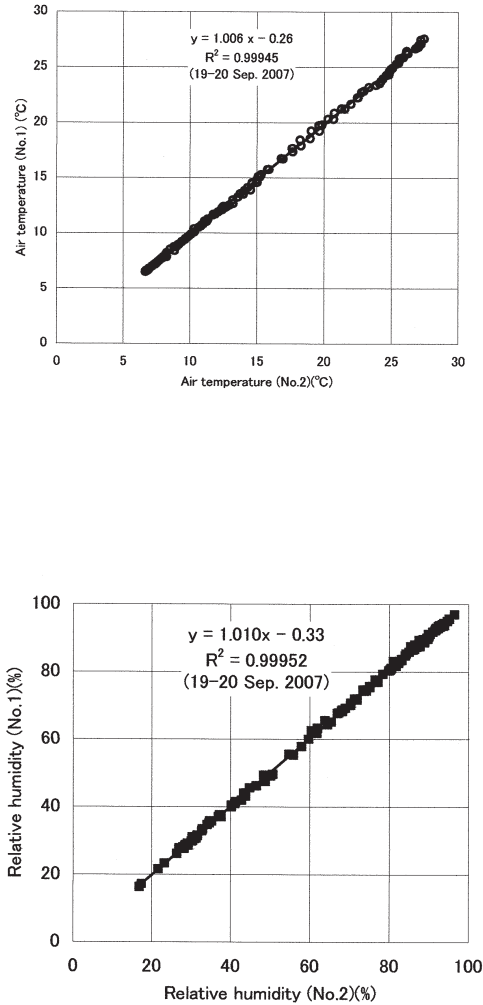 30
25
20
15
10
5
0
y = 1.006 x − 0.26
R² = 0.99945
(19-20 Sep. 2007)
Air temperature (No.1) (℃)
0 5 10 15 20 25 30
Air temperature (No.2)(℃)
100
80
60
40
20
0
y = 1.010x − 0.33
R² = 0.99952
(19-20 Sep. 2007)
Relative humidity (No.1)(%)
0 20 40 60 80 100
Relative humidity (No.2)(%)